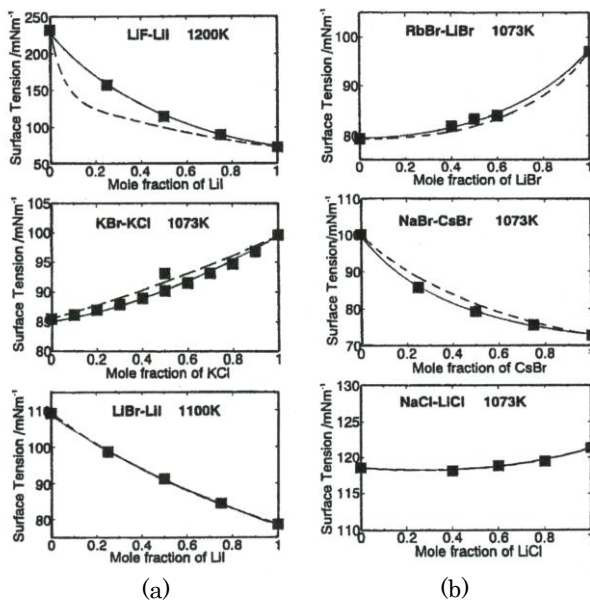 250
200
150
100
50
Surface Tension /mNm-1
LiF-LiI 1200K
0 0.2 0.4 0.6 0.8 1
Mole fraction of LiI
100
95
90
85
80
Surface Tension /mNm-1
KBr-KCl 1073K
0 0.2 0.4 0.6 0.8 1
Mole fraction of KCl
110
100
90
80
Surface Tension /mNm-1
LiBr-LiI 1100K
0 0.2 0.4 0.6 0.8 1
Mole fraction of LiI
(a)
100
90
80
70
Surface Tension /mNm-1
RbBr-LiBr 1073K
0 0.2 0.4 0.6 0.8 1
Mole fraction of LiBr
110
100
90
80
70
Surface Tension /mNm-1
NaBr-CsBr 1073K
0 0.2 0.4 0.6 0.8 1
Mole fraction of CsBr
130
125
120
115
110
Surface Tension /mNm-1
NaCl-LiCl 1073K
0 0.2 0.4 0.6 0.8 1
Mole fraction of LiCl
(b)